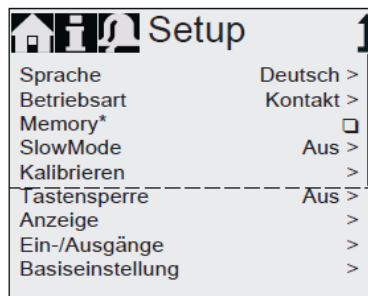 Setup
Sprache Deutsch >
Betriebsart Kontakt >
Memory* ❑
SlowMode Aus >
Kalibrieren >
Tastensperre Aus >
Anzeige >
Ein-/Ausgänge >
Basiseinstellung >